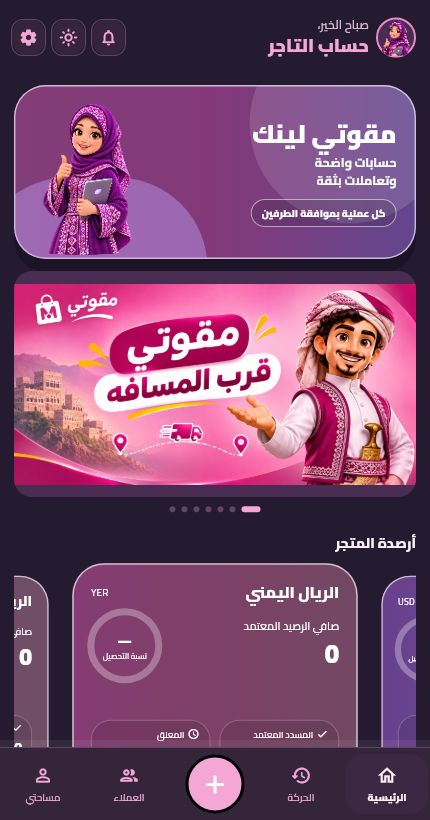 صباح الخير،
حساب التاجر
مقوتي لينك
حسابات واضحة
وتعاملات بثقة
كل عملية بموافقة الطرفين
مقوتي
مقوتي
قرب المسافه
أرصدة المتجر
USD
الريال اليمني
YER
صافي الرصيد المعتمد
0
—
نسبة التحصيل
المسدد المعتمد
المعلق
0
الرئيسية
الحركة
+
العملاء
مساحتي